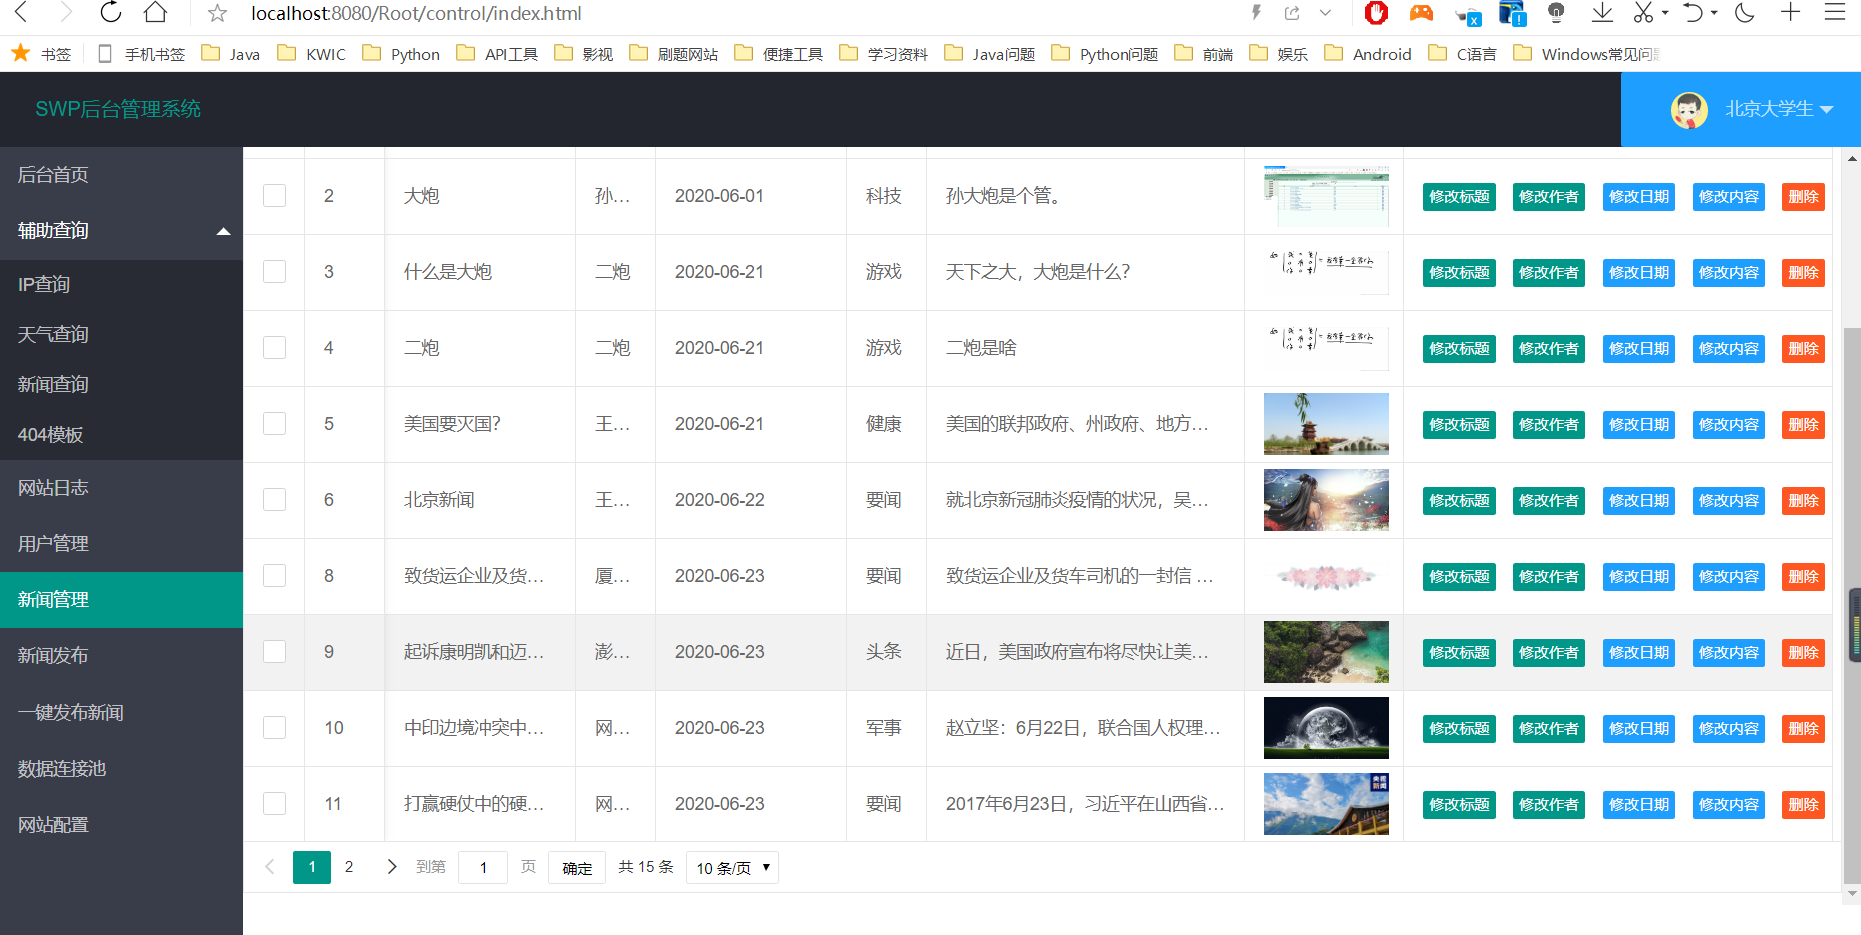 localhost:8080/Root/control/index.html
书签 手机书签 Java KWIC Python API工具 影视 刷题网站 便捷工具 学习资料 Java问题 Python问题 前端 娱乐 Android C语言 Windows常见问题
SWP后台管理系统 北京大学生
后台首页
辅助查询
IP查询
天气查询
新闻查询
404模板
网站日志
用户管理
新闻管理
新闻发布
一键发布新闻
数据连接池
网站配置
2 大炮 孙... 2020-06-01 科技 孙大炮是个管。 修改标题 修改作者 修改日期 修改内容 删除
3 什么是大炮 二炮 2020-06-21 游戏 天下之大，大炮是什么？ 修改标题 修改作者 修改日期 修改内容 删除
4 二炮 二炮 2020-06-21 游戏 二炮是啥 修改标题 修改作者 修改日期 修改内容 删除
5 美国要灭国？ 王... 2020-06-21 健康 美国的联邦政府、州政府、地方... 修改标题 修改作者 修改日期 修改内容 删除
6 北京新闻 王... 2020-06-22 要闻 就北京新冠肺炎疫情的状况，吴... 修改标题 修改作者 修改日期 修改内容 删除
8 致货运企业及货... 厦... 2020-06-23 要闻 致货运企业及货车司机的一封信 ... 修改标题 修改作者 修改日期 修改内容 删除
9 起诉康明凯和迈... 澎... 2020-06-23 头条 近日，美国政府宣布将尽快让美... 修改标题 修改作者 修改日期 修改内容 删除
10 中印边境冲突中... 网... 2020-06-23 军事 赵立坚：6月22日，联合国人权理... 修改标题 修改作者 修改日期 修改内容 删除
11 打赢硬仗中的硬... 网... 2020-06-23 要闻 2017年6月23日，习近平在山西省... 央视新闻 修改标题 修改作者 修改日期 修改内容 删除
1 2 到第 1 页 确定 共 15 条 10 条/页